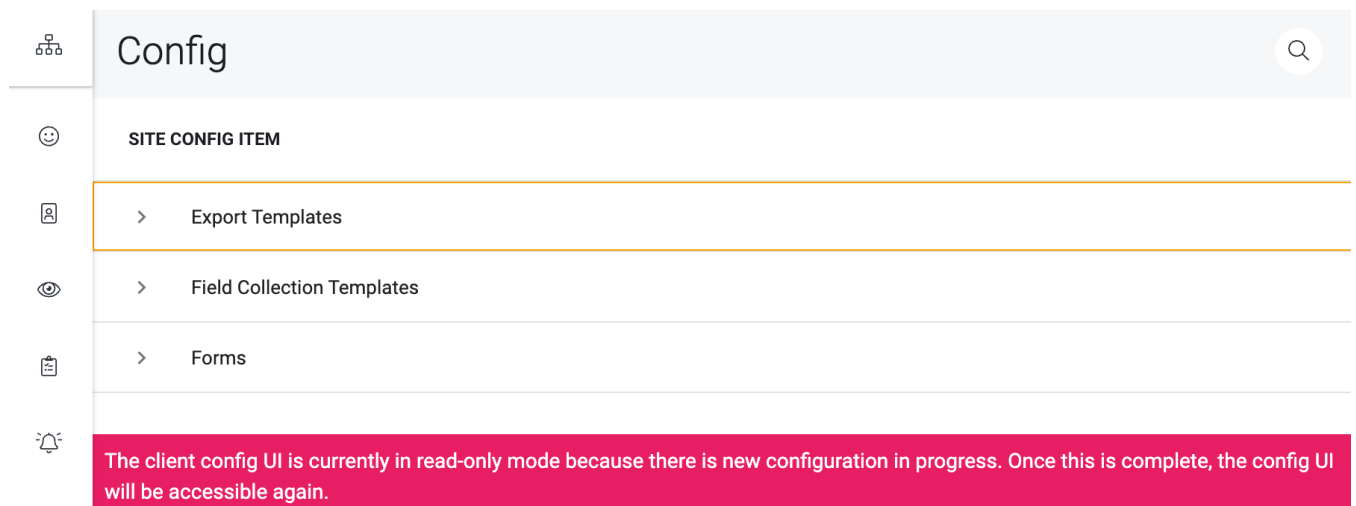 Config
SITE CONFIG ITEM
Export Templates
Field Collection Templates
Forms
The client config UI is currently in read-only mode because there is new configuration in progress. Once this is complete, the config UI
will be accessible again.